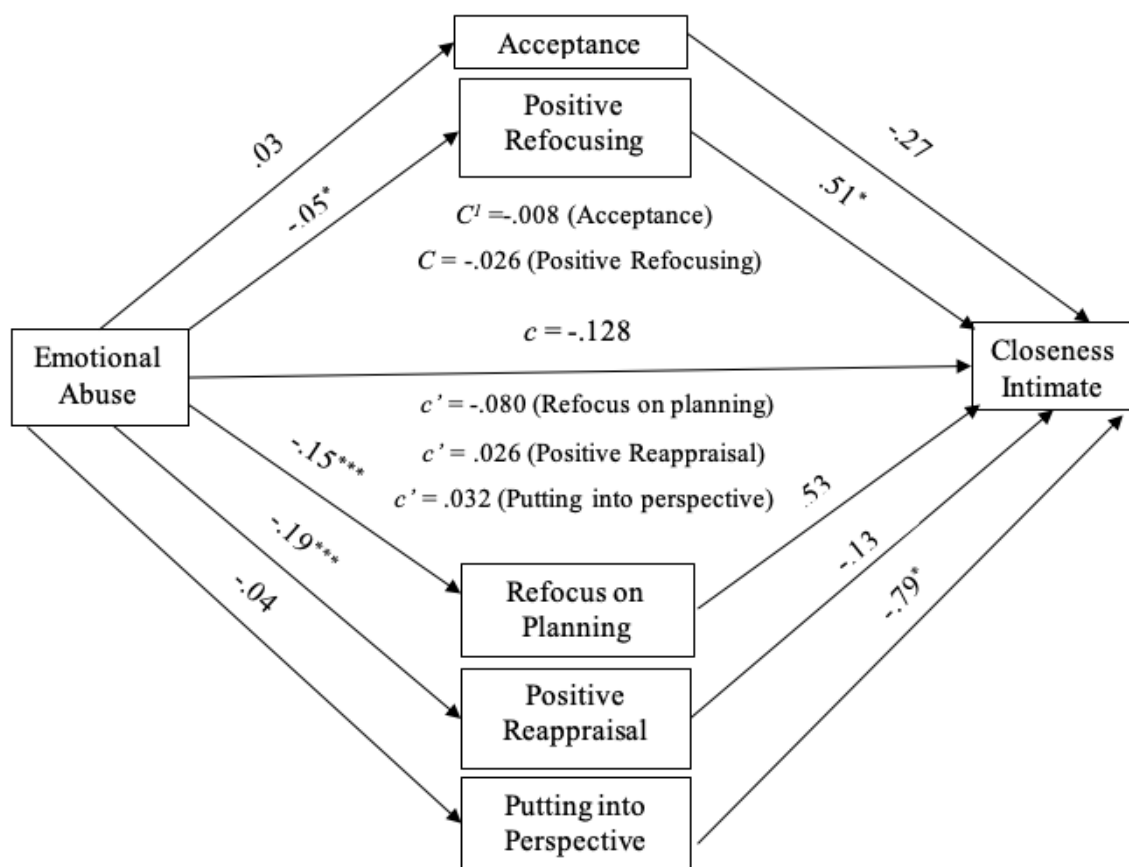 Acceptance
Positive
Refocusing
.03
-.05*
-.27
.51*
C¹ =-.008 (Acceptance)
C = -.026 (Positive Refocusing)
c = -.128
Emotional
Abuse
Closeness
Intimate
c’ = -.080 (Refocus on planning)
c’ = .026 (Positive Reappraisal)
c’ = .032 (Putting into perspective)
-.15***
-.19***
-.04
.53
-.13
-.79*
Refocus on
Planning
Positive
Reappraisal
Putting into
Perspective